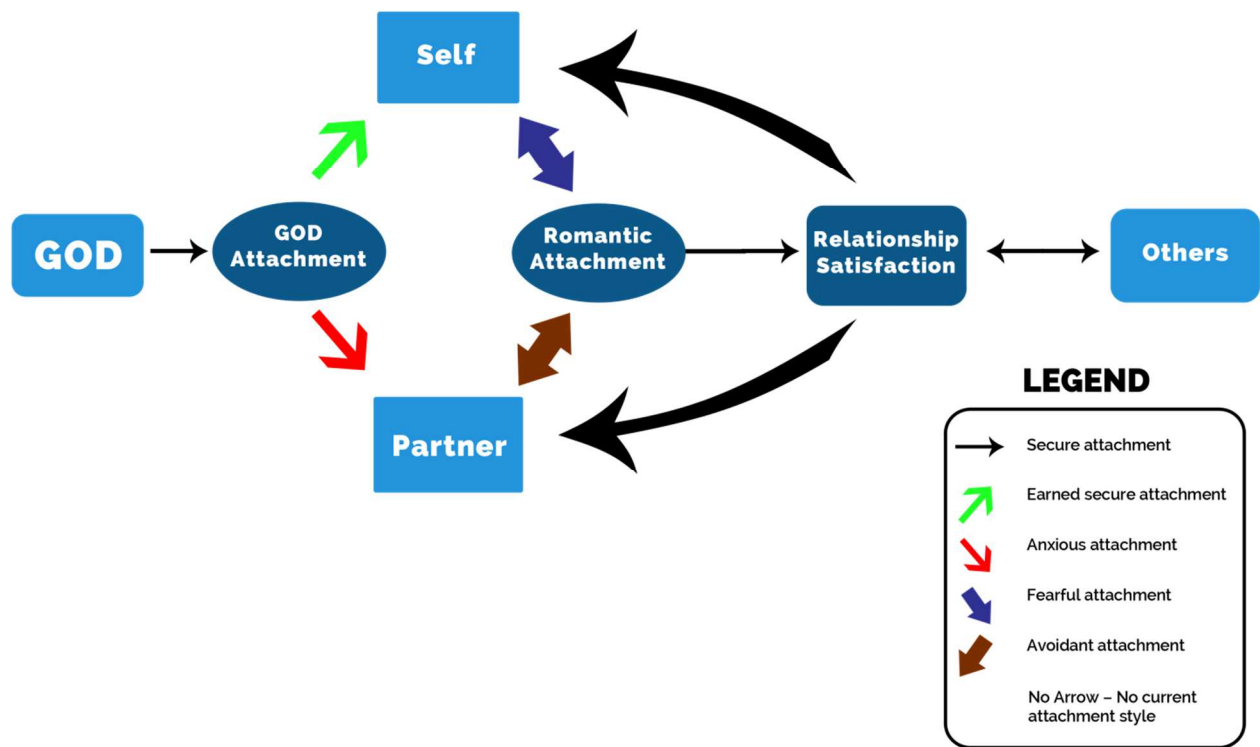 Self
GOD
GOD
Attachment
Romantic
Attachment
Relationship
Satisfaction
Others
Partner
LEGEND
Secure attachment
Earned secure attachment
Anxious attachment
Fearful attachment
Avoidant attachment
No Arrow – No current
attachment style